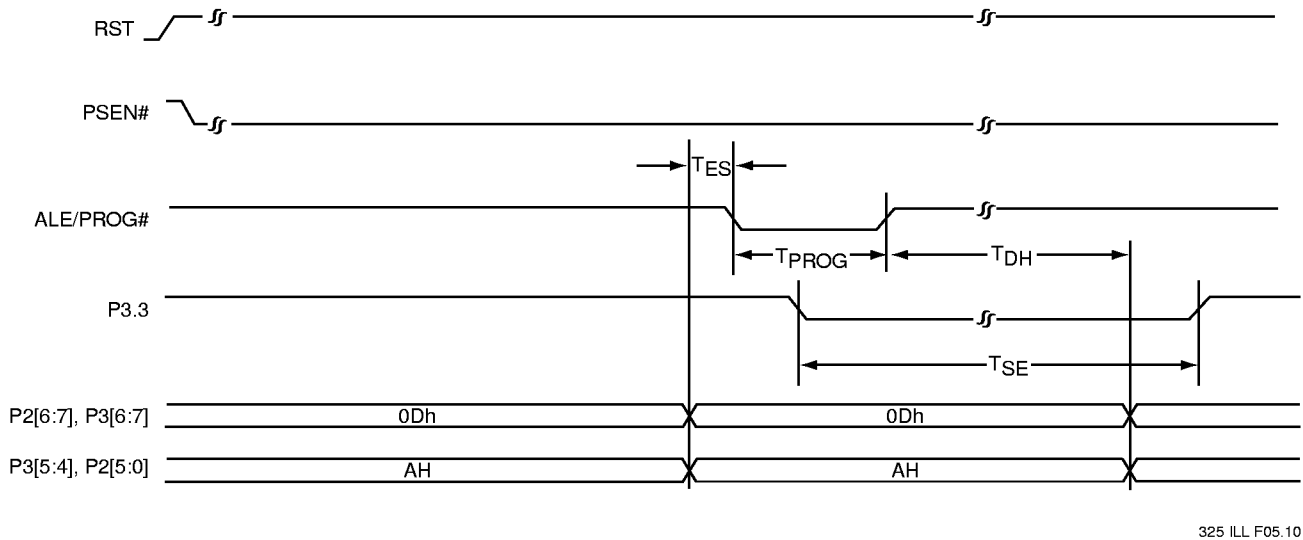 RST
PSEN#
TES
ALE/PROG#
TPROG
TDH
P3.3
TSE
P2[6:7], P3[6:7]
0Dh
0Dh
P3[5:4], P2[5:0]
AH
AH
325 ILL F05.10